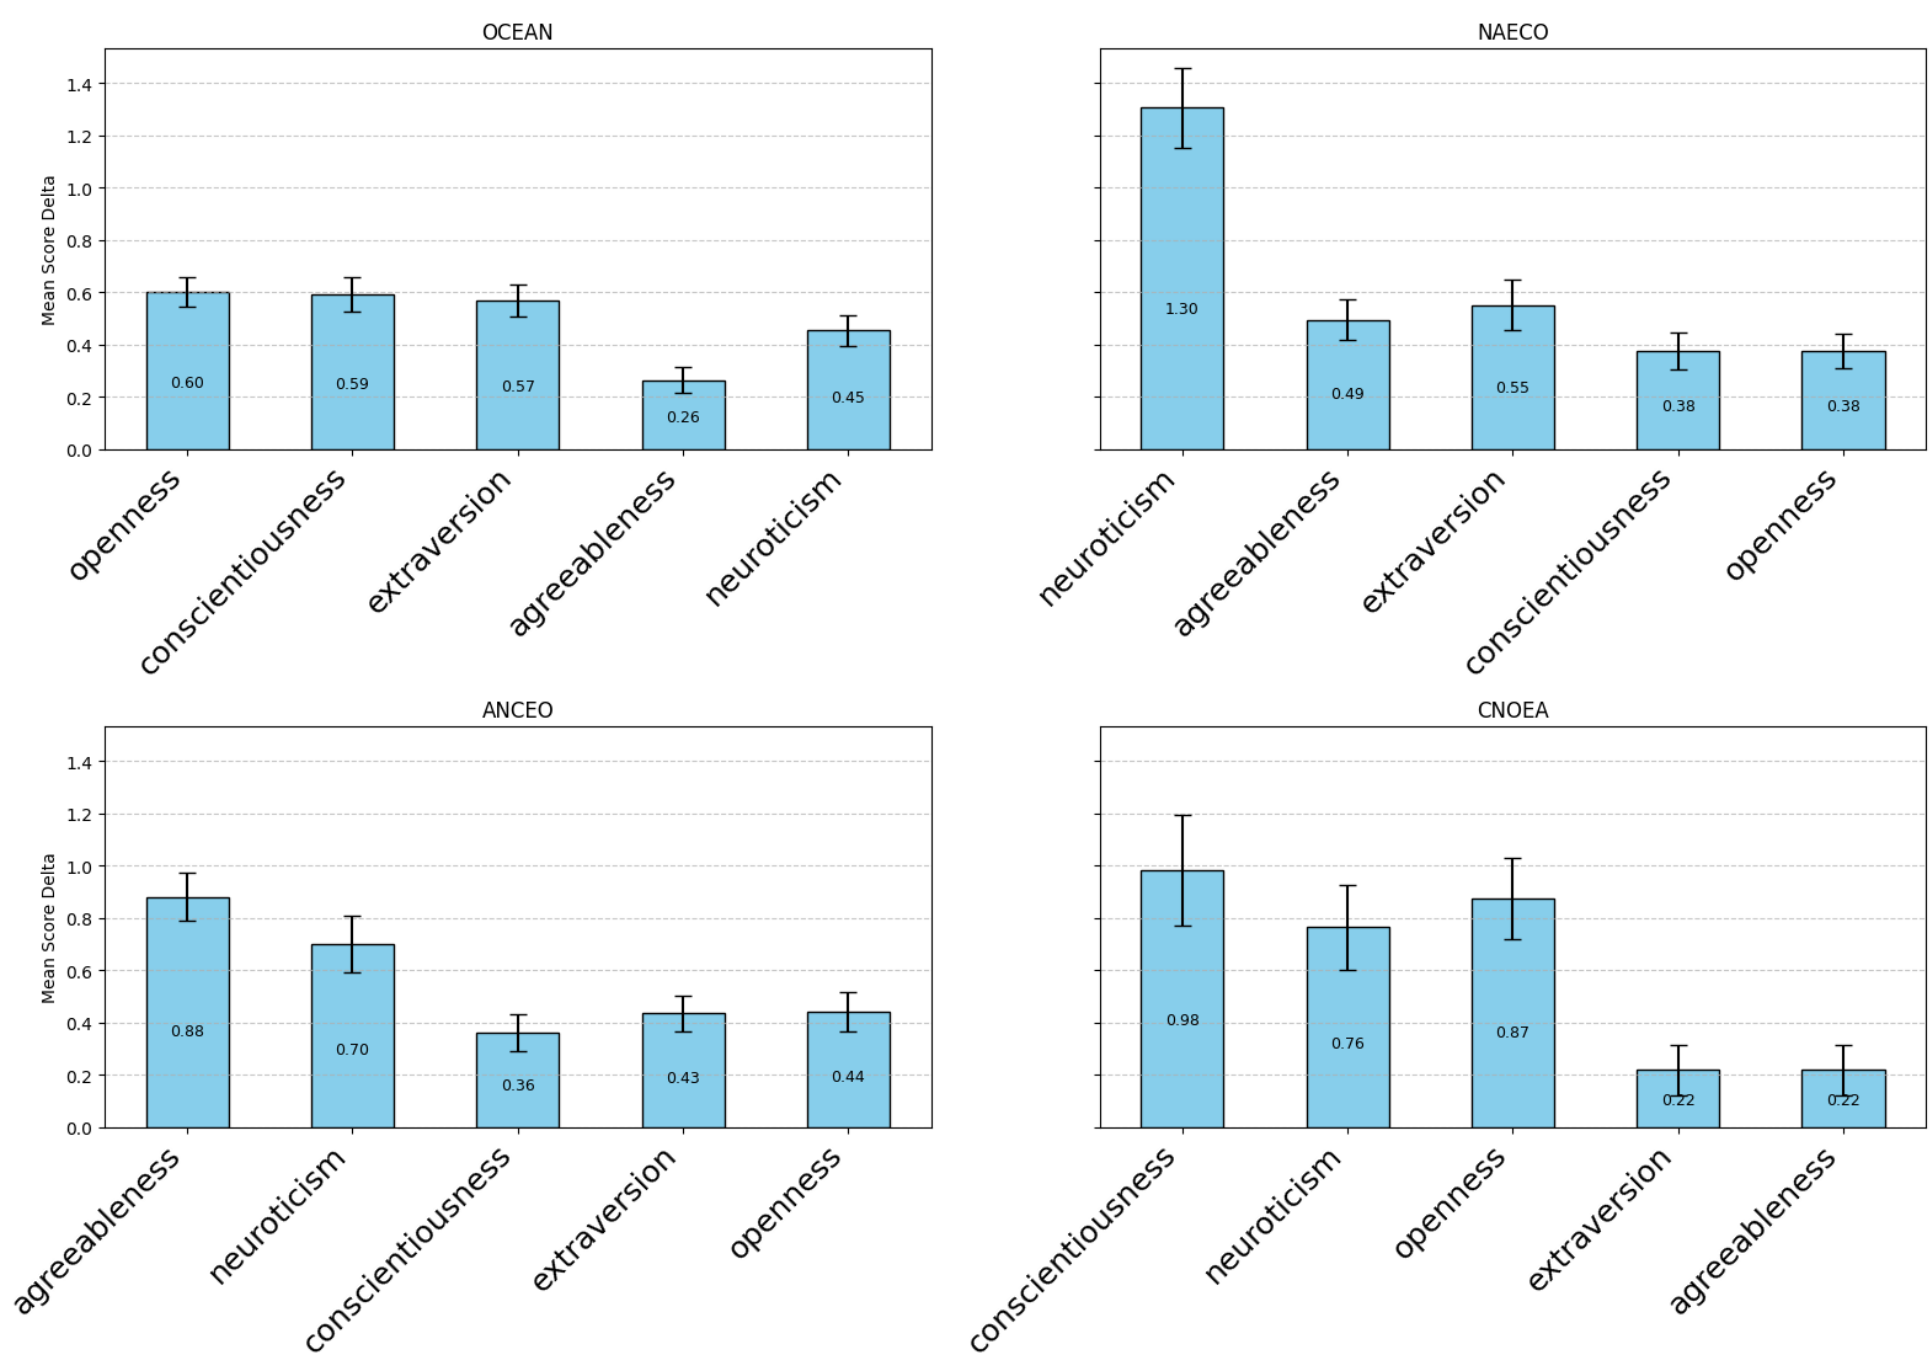 OCEAN
Mean Score Delta
1.4
1.2
1.0
0.8
0.6
0.4
0.2
0.0
0.60
0.59
0.57
0.26
0.45
openness
conscientiousness
extraversion
agreeableness
neuroticism
NAECO
1.30
0.49
0.55
0.38
0.38
neuroticism
agreeableness
extraversion
conscientiousness
openness
ANCEO
Mean Score Delta
1.4
1.2
1.0
0.8
0.6
0.4
0.2
0.0
0.88
0.70
0.36
0.43
0.44
agreeableness
neuroticism
conscientiousness
extraversion
openness
CNOEA
0.98
0.76
0.87
0.22
0.22
conscientiousness
neuroticism
openness
extraversion
agreeableness